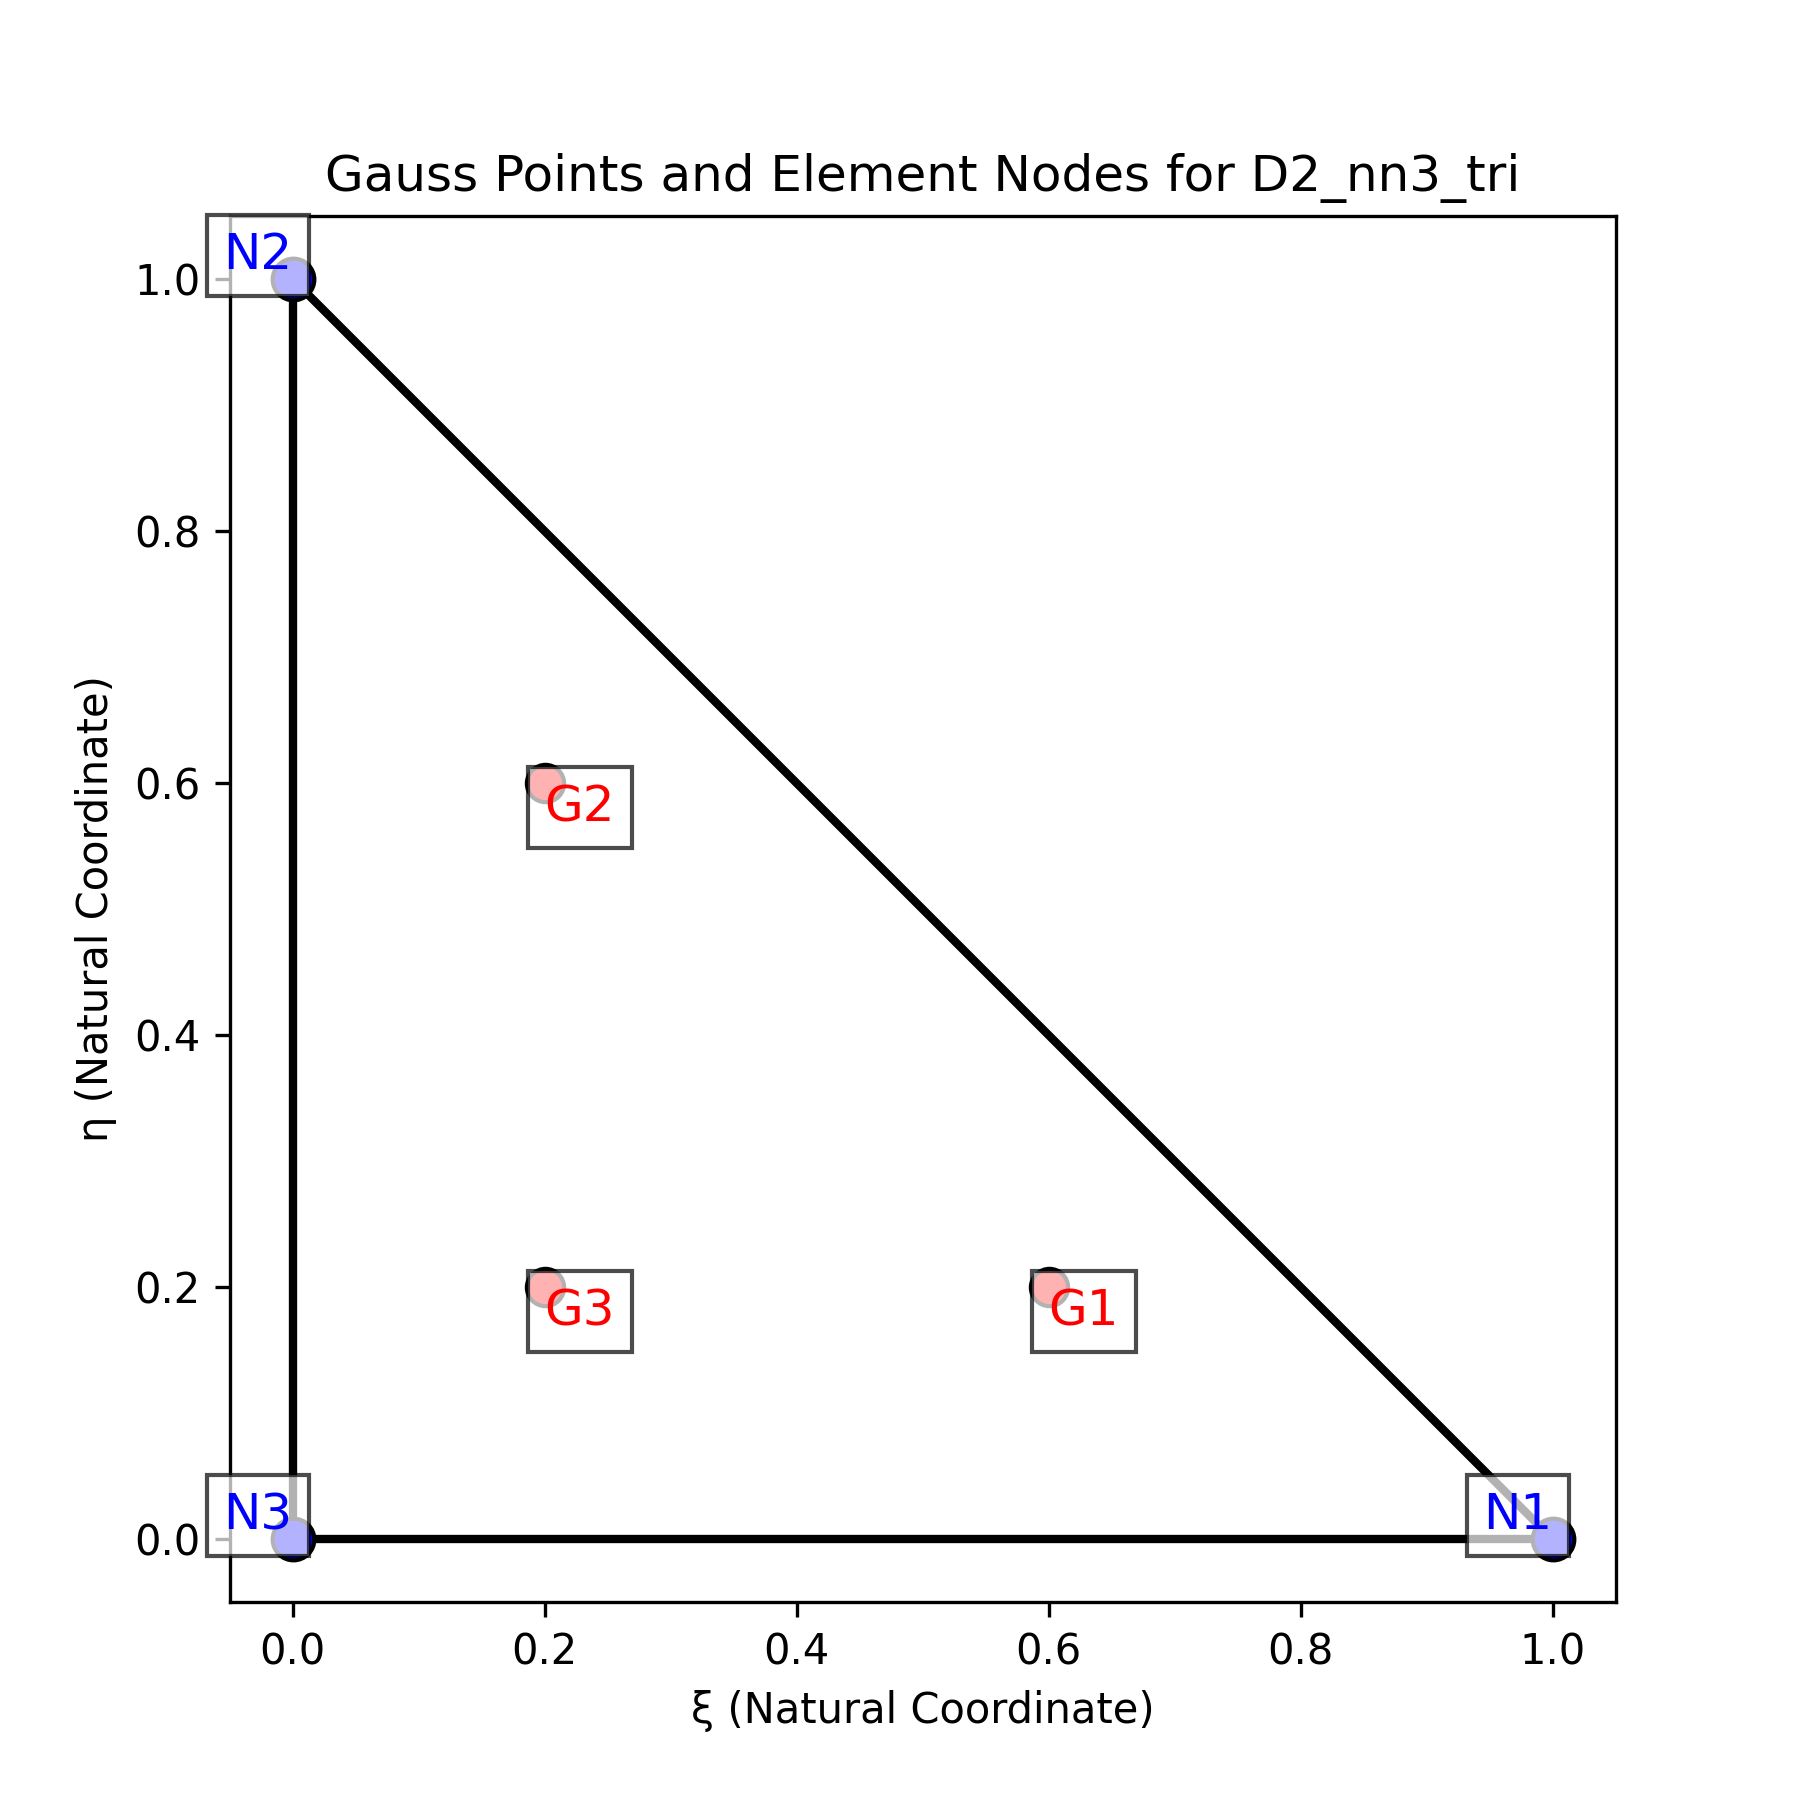 Gauss Points and Element Nodes for D2_nn3_tri
N2
1.0
0.8
G2
0.6
η (Natural Coordinate)
0.4
0.2
G3
G1
N3
N1
0.0
0.0 0.2 0.4 0.6 0.8 1.0
ξ (Natural Coordinate)